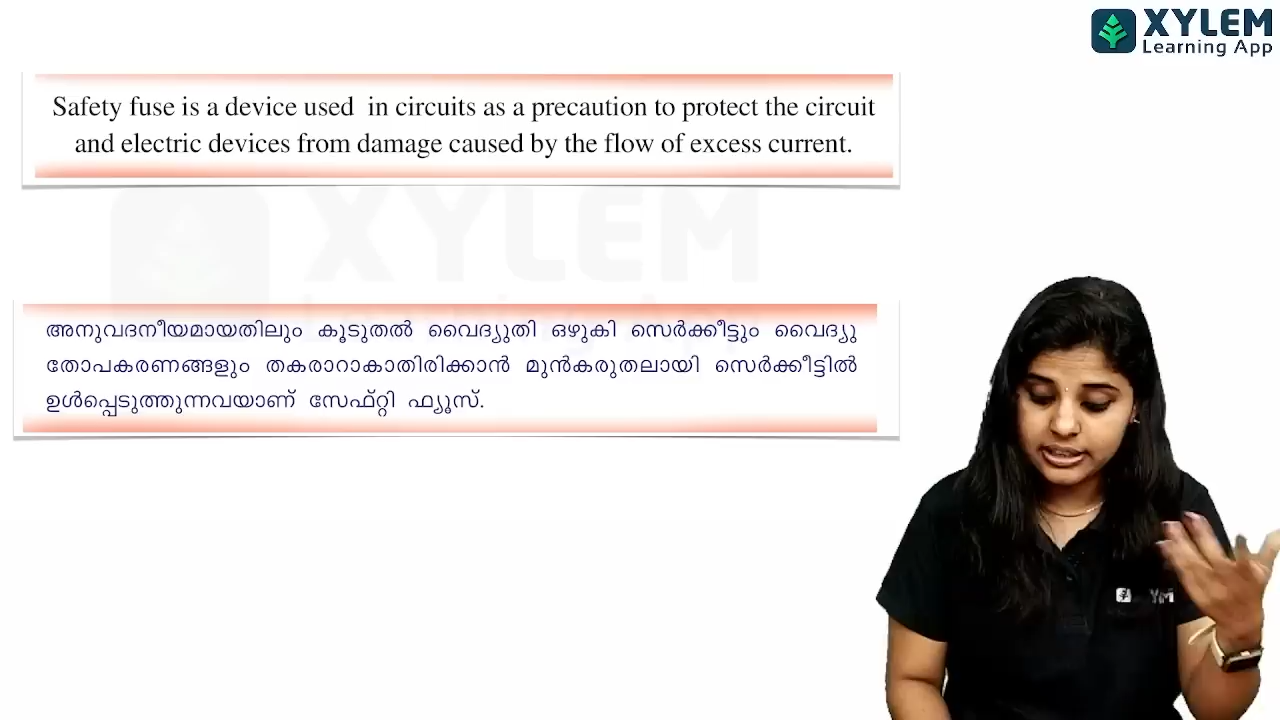 XYLEM
Learning App
Safety fuse is a device used in circuits as a precaution to protect the circuit
and electric devices from damage caused by the flow of excess current.
XYLEM
അനുവദനീയമായതിലും കൂടുതൽ വൈദ്യുതി ഒഴുകി സെർക്കീട്ടും വൈദ്യു
തോപകരണങ്ങളും തകരാറാകാതിരിക്കാൻ മുൻകരുതലായി സെർക്കീട്ടിൽ
ഉൾപ്പെടുത്തുന്നവയാണ് സേഫ്റ്റി ഫ്യൂസ്.